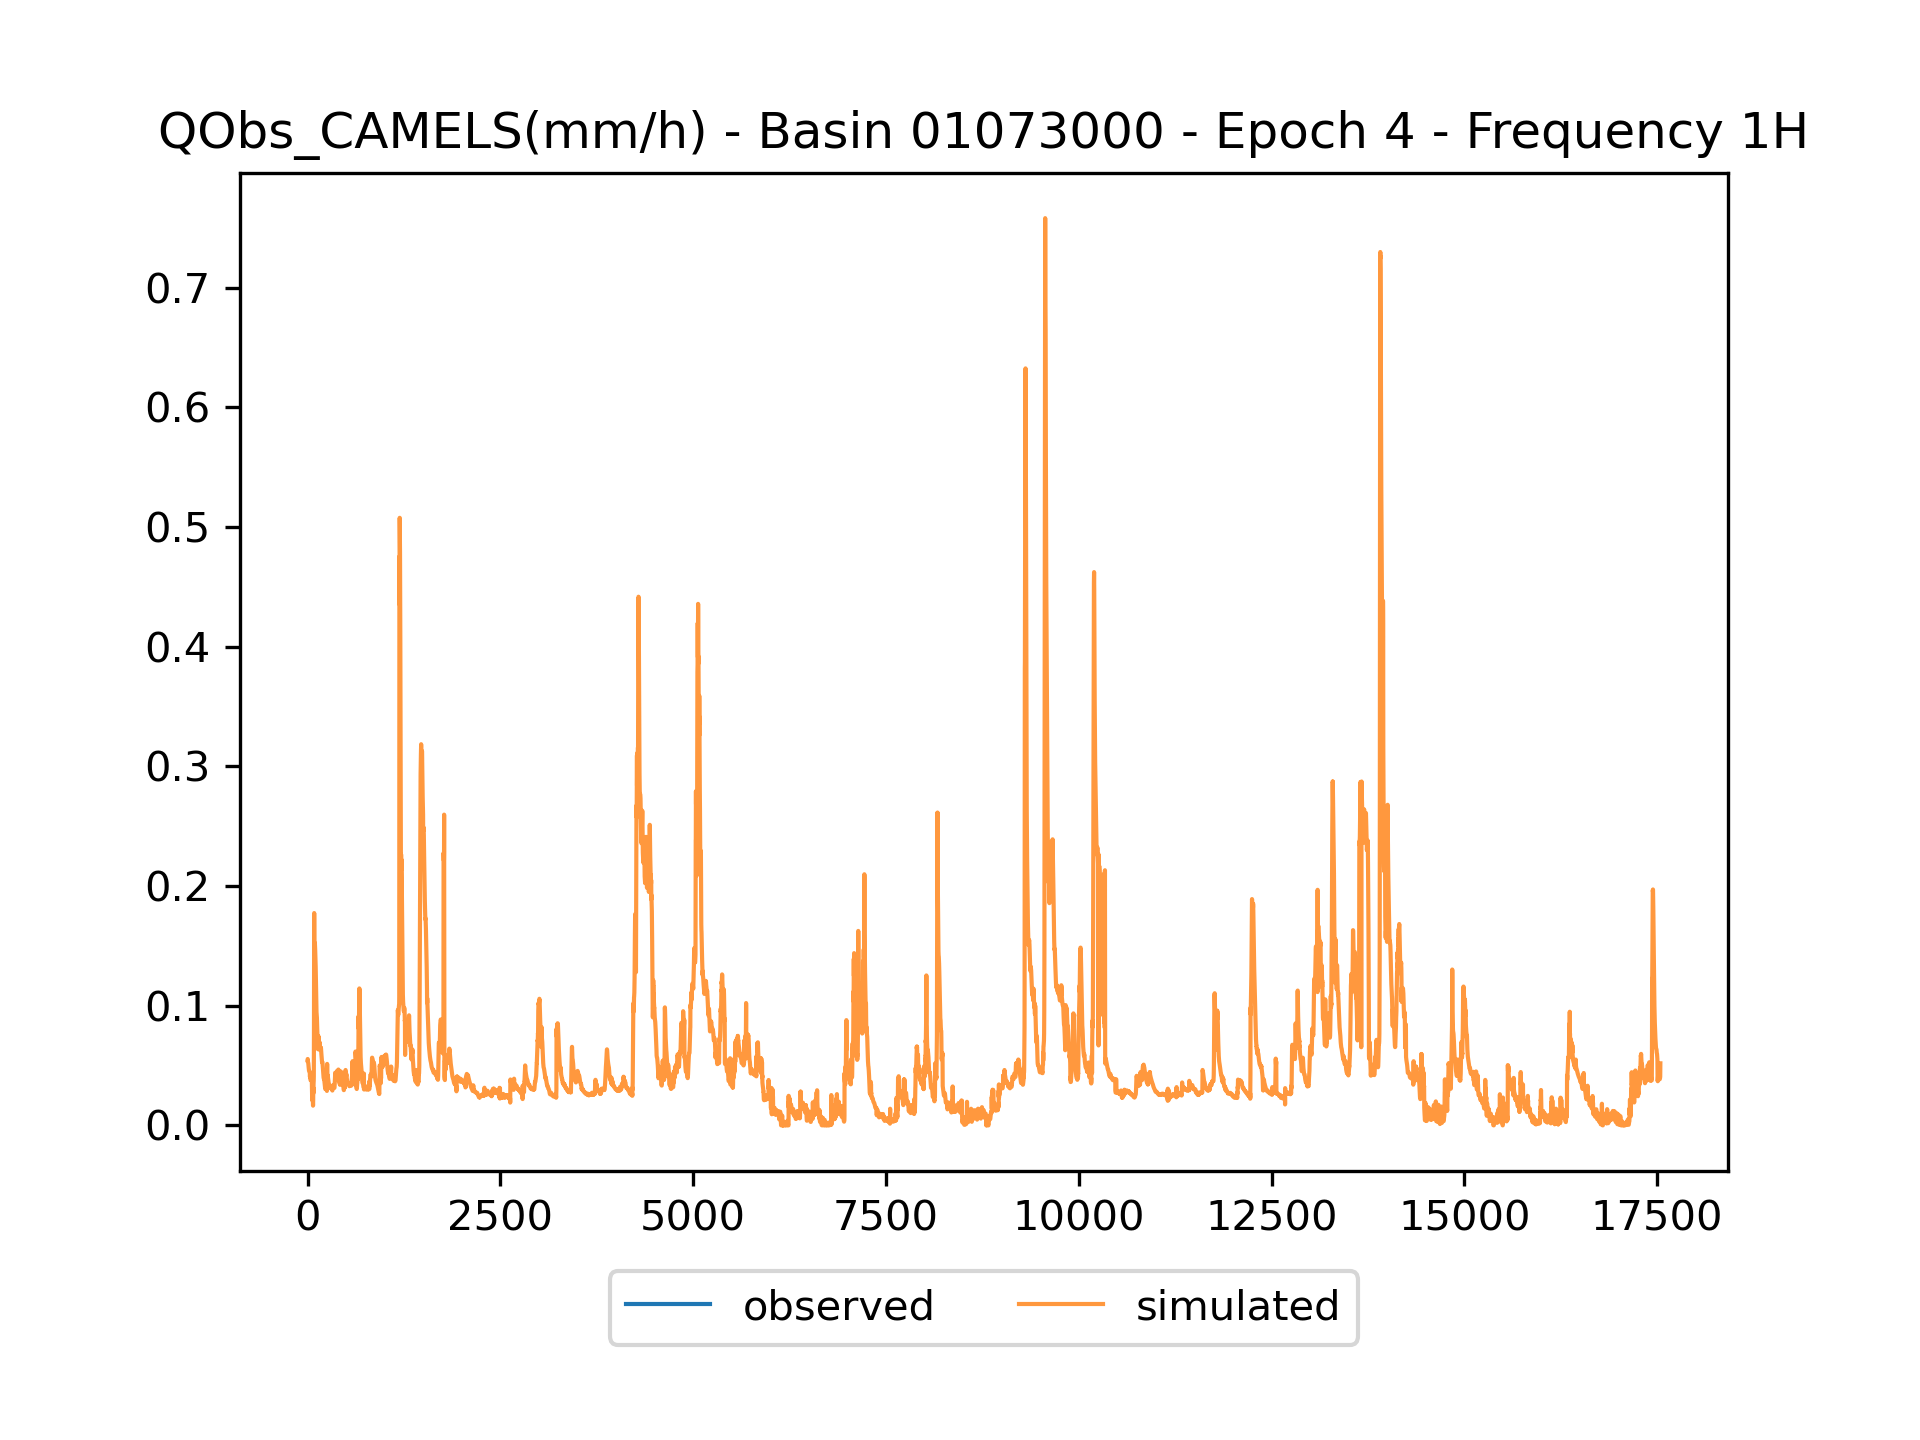 QObs_CAMELS(mm/h) - Basin 01073000 - Epoch 4 - Frequency 1H
0.7
0.6
0.5
0.4
0.3
0.2
0.1
0.0
0 2500 5000 7500 10000 12500 15000 17500
observed simulated